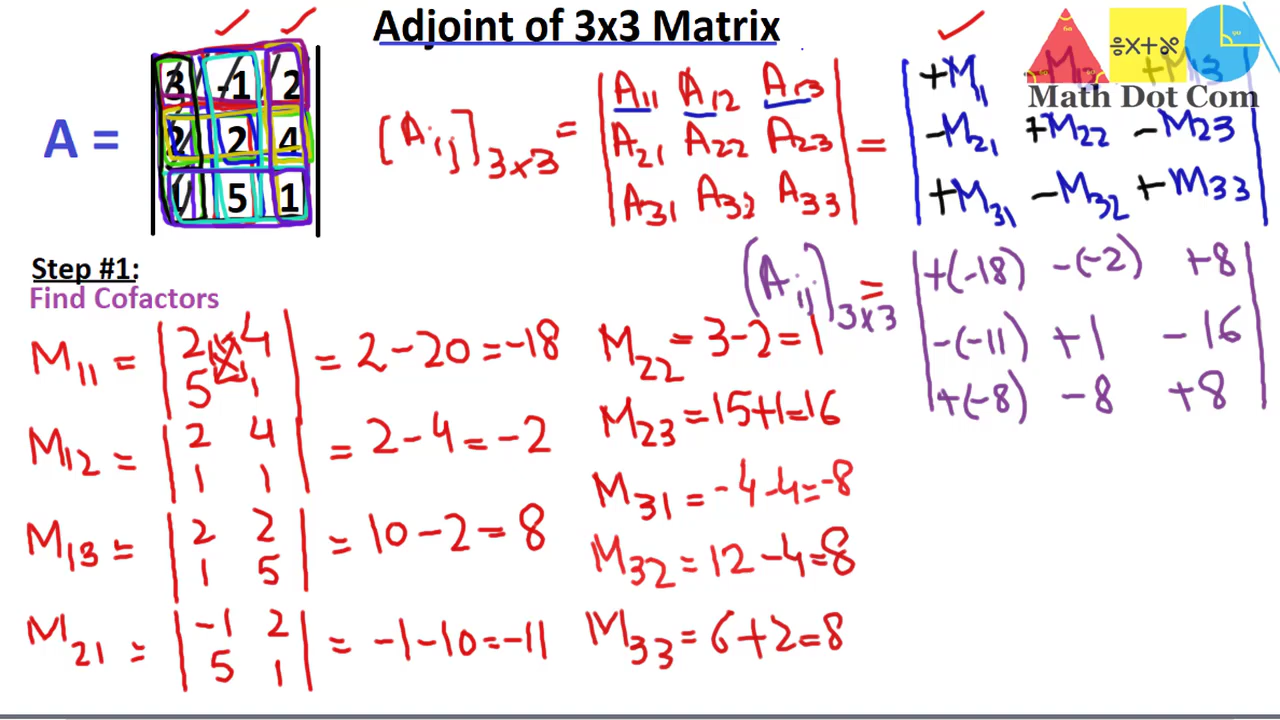 Adjoint of 3x3 Matrix
÷×+%
Math Dot Com
A =
3 -1 2
2 2 4
1 5 1
[Aij]3×3 =
A11 A12 A13
A21 A22 A23
A31 A32 A33
=
+M11 +M13
-M21 +M22 -M23
+M31 -M32 +M33
(Aij)3×3 =
+(-18) -(-2) +8
-(-11) +1 -16
+(-8) -8 +8
Step #1:
Find Cofactors
M11 =
2 4
5 1
= 2-20=-18
M12 =
2 4
1 1
= 2-4=-2
M13 =
2 2
1 5
= 10-2=8
M21 =
-1 2
5 1
= -1-10=-11
M22 = 3-2=1
M23 = 15+1=16
M31 = -4-4=-8
M32 = 12-4=8
M33 = 6+2=8